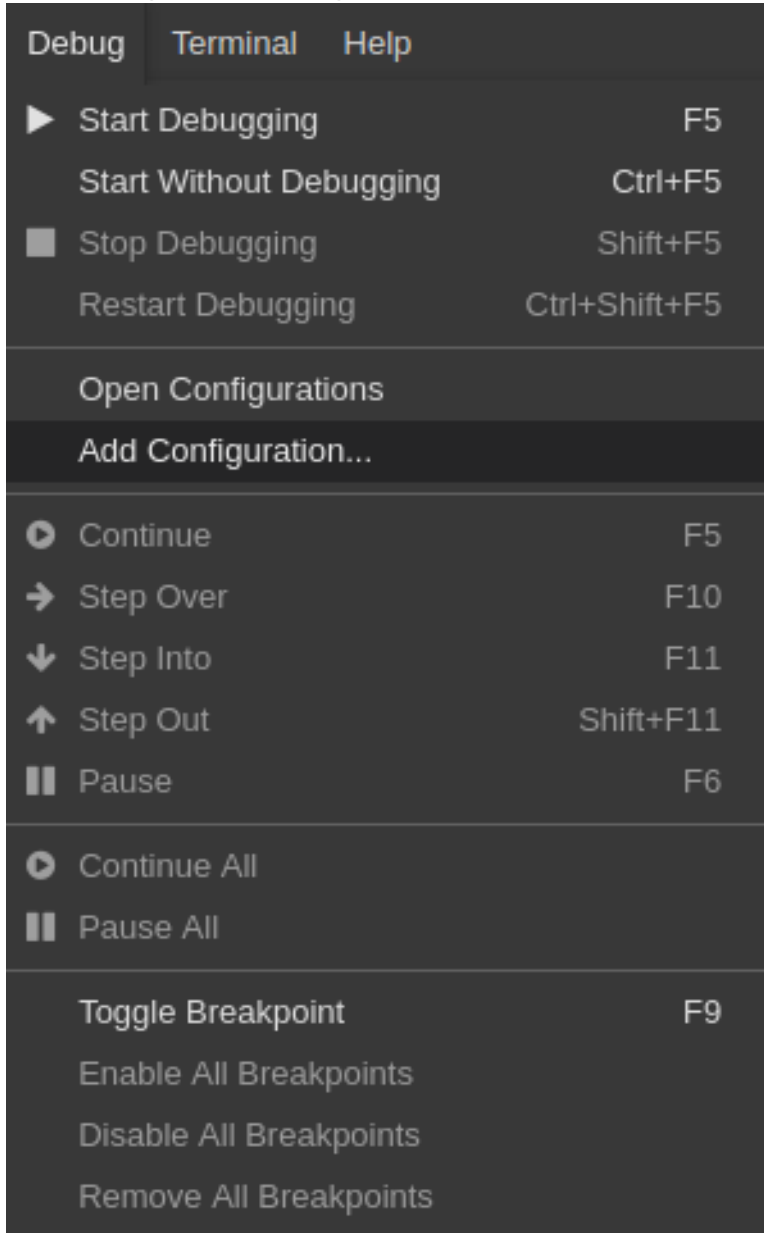 Debug Terminal Help
Start Debugging F5
Start Without Debugging Ctrl+F5
Stop Debugging Shift+F5
Restart Debugging Ctrl+Shift+F5
Open Configurations
Add Configuration...
Continue F5
Step Over F10
Step Into F11
Step Out Shift+F11
Pause F6
Continue All
Pause All
Toggle Breakpoint F9
Enable All Breakpoints
Disable All Breakpoints
Remove All Breakpoints